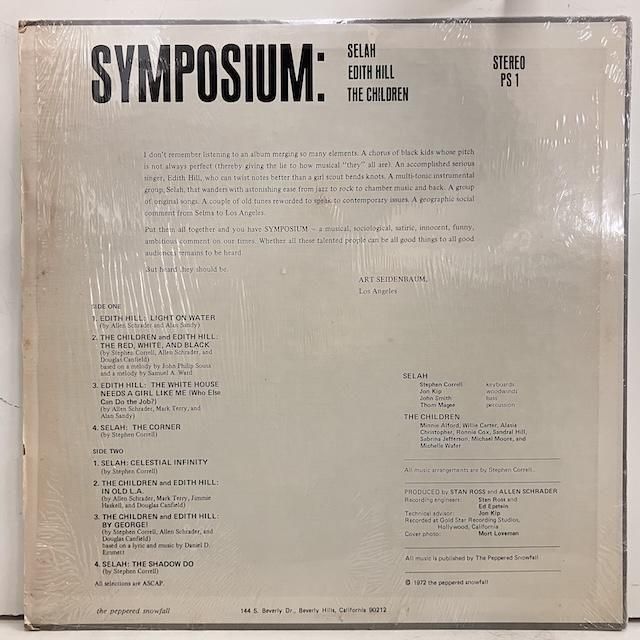 SYMPOSIUM:
SELAH
EDITH HILL
THE CHILDREN
STEREO
PS 1
I don't remember listening to an album merging so many elements. A chorus of black kids whose pitch
is not always perfect (thereby giving the lie to how musical "they" all are). An accomplished serious
singer, Edith Hill, who can twist notes better than a girl scout bends knots. A multi-tonic instrumental
group, Selah, that wanders with astonishing ease from jazz to rock to chamber music and back. A group
of original songs. A couple of old tunes reworded to speak to contemporary issues. A geographic social
comment from Selma to Los Angeles.
Put them all together and you have SYMPOSIUM — a musical, sociological, satiric, innocent, funny,
ambitious comment on our times. Whether all these talented people can be all good things to all good
audiences remains to be heard.
But heard they should be.
ART SEIDENBAUM,
Los Angeles
SIDE ONE
1. EDITH HILL: LIGHT ON WATER
(by Allen Schrader and Alan Sandy)
2. THE CHILDREN and EDITH HILL:
THE RED, WHITE, AND BLACK
(by Stephen Correll, Allen Schrader, and
Douglas Canfield)
based on a melody by John Philip Sousa
and a melody by Samuel A. Ward
3. EDITH HILL: THE WHITE HOUSE
NEEDS A GIRL LIKE ME (Who Else
Can Do the Job?)
(by Allen Schrader, Mark Terry, and
Alan Sandy)
4. SELAH: THE CORNER
(by Stephen Correll)
SIDE TWO
1. SELAH: CELESTIAL INFINITY
(by Stephen Correll)
2. THE CHILDREN and EDITH HILL:
IN OLD L.A.
(by Allen Schrader, Mark Terry, Jimmie
Haskell, and Douglas Canfield)
3. THE CHILDREN and EDITH HILL:
BY GEORGE!
(by Stephen Correll, Allen Schrader, and
Douglas Canfield)
based on a lyric and music by Daniel D.
Emmett
4. SELAH: THE SHADOW DO
(by Stephen Correll)
All selections are ASCAP.
SELAH
Stephen Correll keyboards
Jon Kip woodwinds
John Smith bass
Thom Magee percussion
THE CHILDREN
Minnie Alford, Willie Carter, Alasia
Christopher, Ronnie Cox, Sandral Hill,
Sabrina Jefferson, Michael Moore, and
Michelle Wafer
All music arrangements are by Stephen Correll.
PRODUCED by STAN ROSS and ALLEN SCHRADER
Recording engineers: Stan Ross and
Ed Epstein
Technical advisor: Jon Kip
Recorded at Gold Star Recording Studios,
Hollywood, California
Cover photo: Mort Loveman
All music is published by The Peppered Snowfall
℗ 1972 the peppered snowfall
the peppered snowfall 144 S. Beverly Dr., Beverly Hills, California 90212